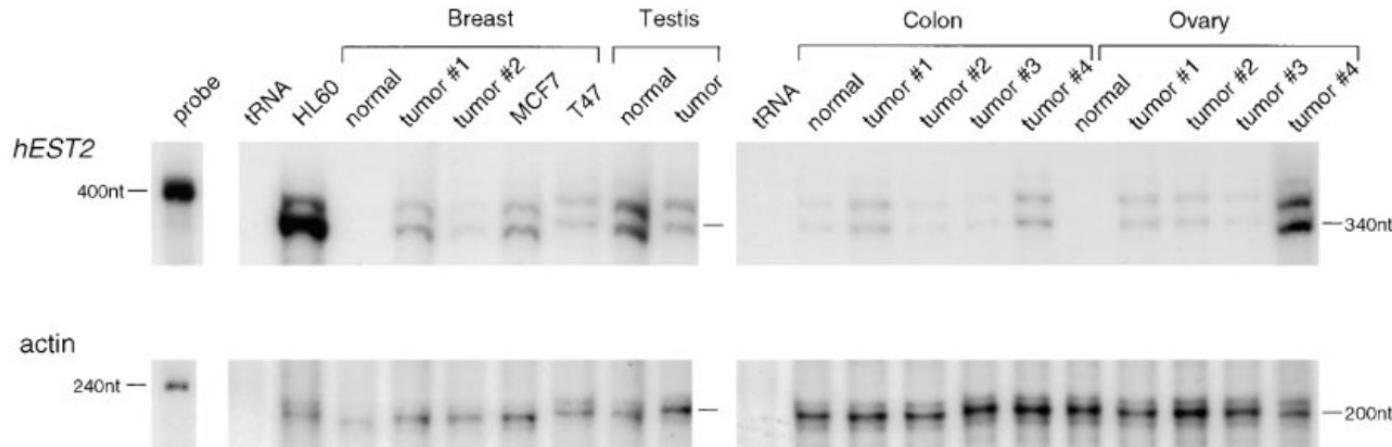 Breast Testis Colon Ovary
probe tRNA HL60 normal tumor #1 tumor #2 MCF7 T47 normal tumor tRNA normal tumor #1 tumor #2 tumor #3 tumor #4 normal tumor #1 tumor #2 tumor #3 tumor #4
hEST2
400nt
340nt
actin
240nt
200nt